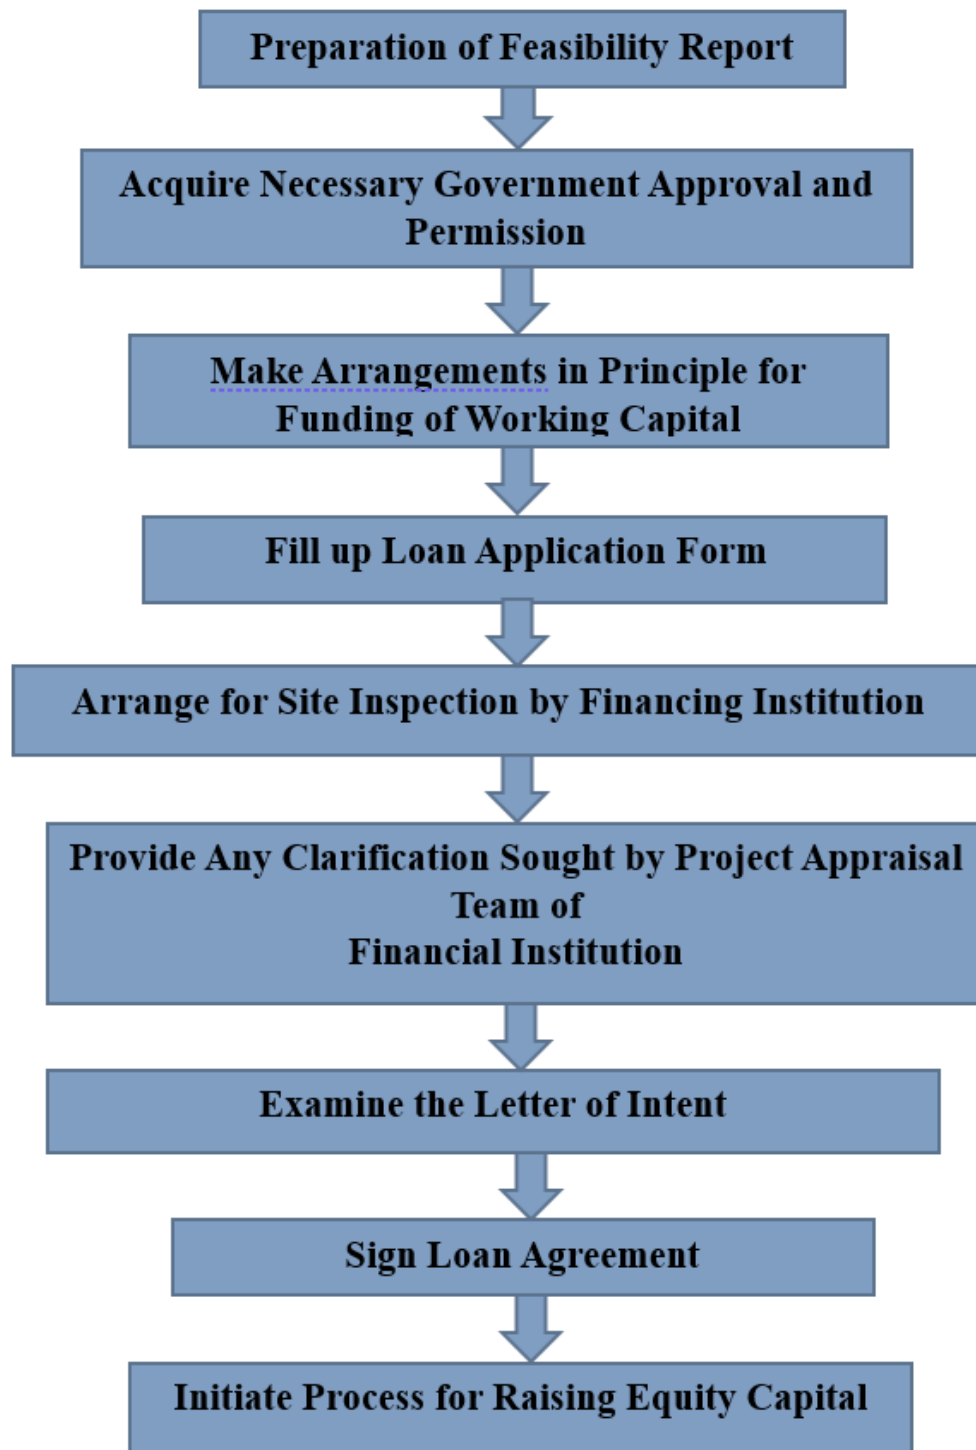 Preparation of Feasibility Report
Acquire Necessary Government Approval and
Permission
Make Arrangements in Principle for
Funding of Working Capital
Fill up Loan Application Form
Arrange for Site Inspection by Financing Institution
Provide Any Clarification Sought by Project Appraisal
Team of
Financial Institution
Examine the Letter of Intent
Sign Loan Agreement
Initiate Process for Raising Equity Capital